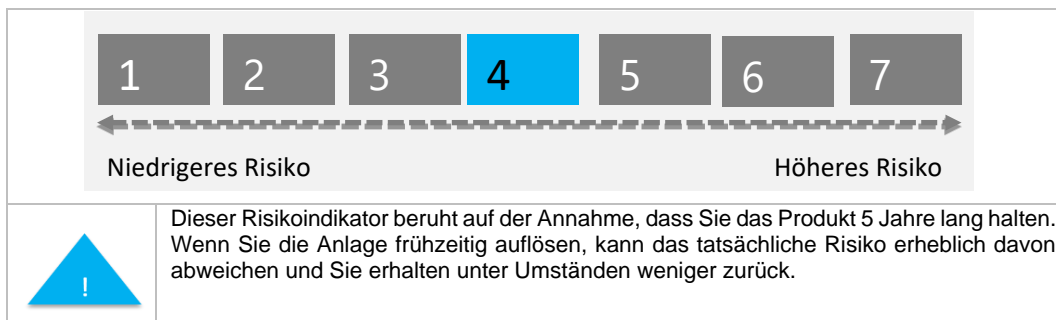 1 2 3 4 5 6 7
Niedrigeres Risiko Höheres Risiko
Dieser Risikoindikator beruht auf der Annahme, dass Sie das Produkt 5 Jahre lang halten.
Wenn Sie die Anlage frühzeitig auflösen, kann das tatsächliche Risiko erheblich davon
abweichen und Sie erhalten unter Umständen weniger zurück.
!